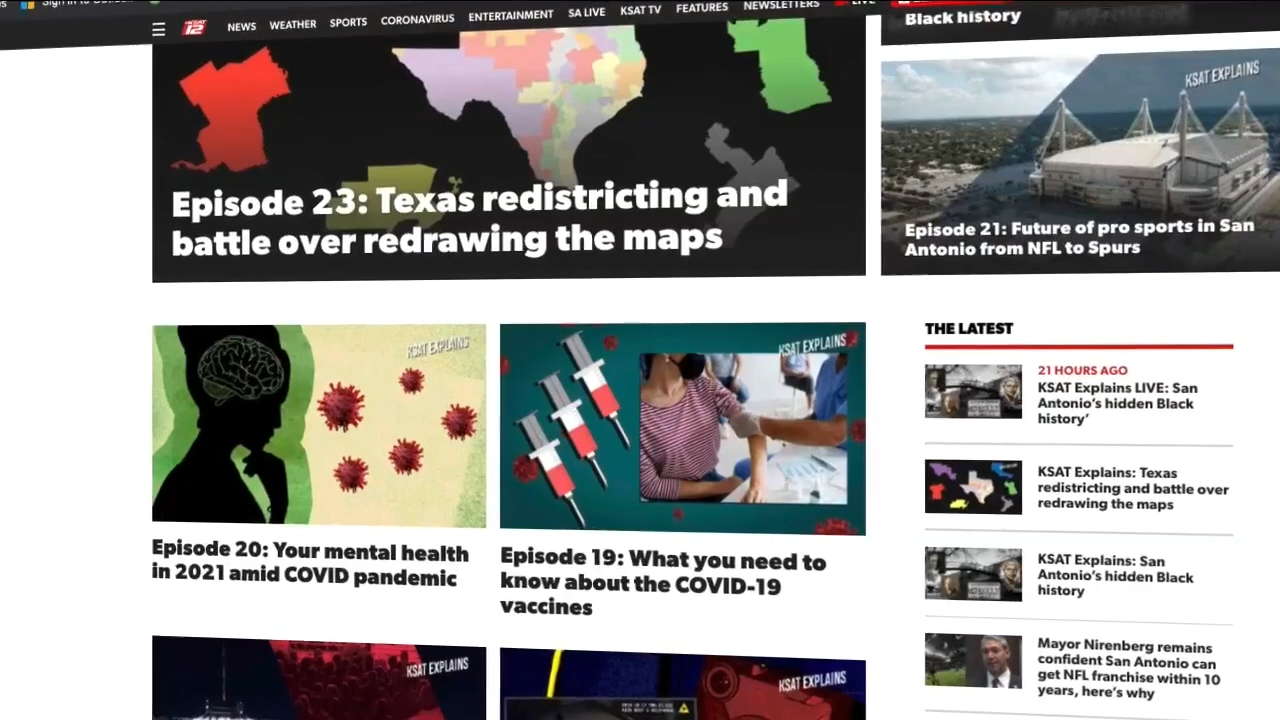 KSAT
12
NEWS
WEATHER
SPORTS
CORONAVIRUS
ENTERTAINMENT
SA LIVE
KSAT TV
FEATURES
NEWSLETTERS
Black history
KSAT EXPLAINS
Episode 23: Texas redistricting and
battle over redrawing the maps
Episode 21: Future of pro sports in San
Antonio from NFL to Spurs
KSAT EXPLAINS
Episode 20: Your mental health
in 2021 amid COVID pandemic
KSAT EXPLAINS
Episode 19: What you need to
know about the COVID-19
vaccines
KSAT EXPLAINS
KSAT EXPLAINS
THE LATEST
21 HOURS AGO
KSAT Explains LIVE: San
Antonio’s hidden Black
history’
KSAT Explains: Texas
redistricting and battle over
redrawing the maps
KSAT Explains: San
Antonio’s hidden Black
history
Mayor Nirenberg remains
confident San Antonio can
get NFL franchise within 10
years, here’s why